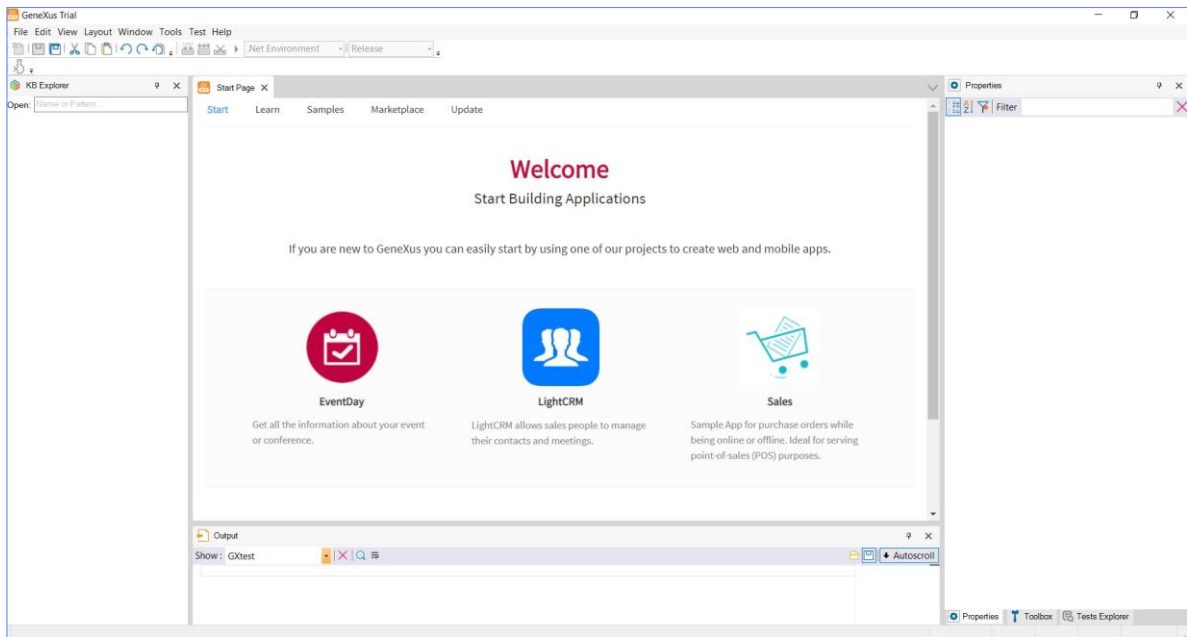 GeneXus Trial
File Edit View Layout Window Tools Test Help
.Net Environment Release
KB Explorer
Open: Name or Pattern...
Start Page
Start Learn Samples Marketplace Update
Welcome
Start Building Applications
If you are new to GeneXus you can easily start by using one of our projects to create web and mobile apps.
EventDay
Get all the information about your event
or conference.
LightCRM
LightCRM allows sales people to manage
their contacts and meetings.
Sales
Sample App for purchase orders while
being online or offline. Ideal for serving
point-of-sales (POS) purposes.
Output
Show: GXtest
Autoscroll
Properties
Filter
Properties Toolbox Tests Explorer